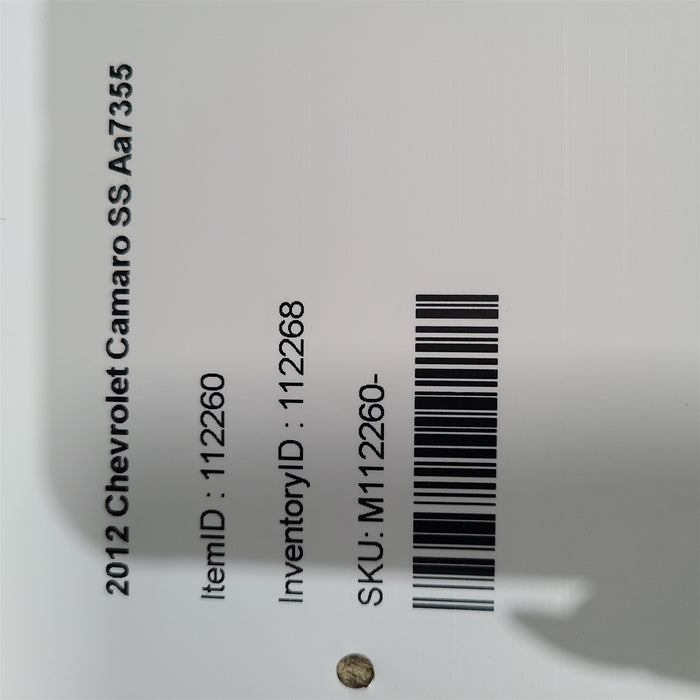 2012 Chevrolet Camaro SS Aa7355
ItemID : 112260
InventoryID : 112268
SKU: M112260-